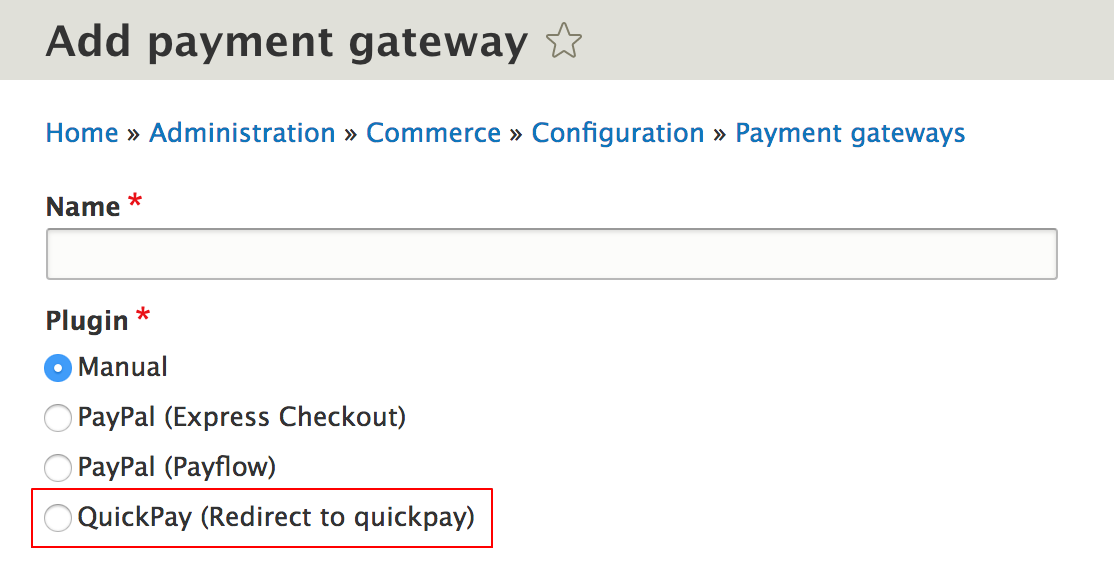 Add payment gateway
Home » Administration » Commerce » Configuration » Payment gateways
Name *
Plugin *
Manual
PayPal (Express Checkout)
PayPal (Payflow)
QuickPay (Redirect to quickpay)